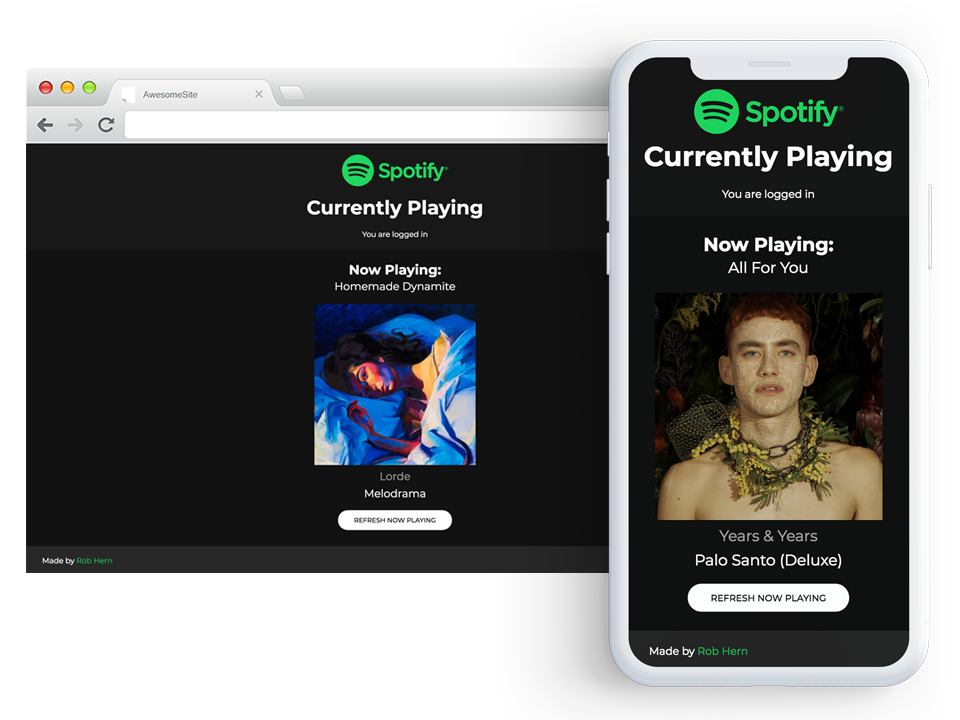 AwesomeSite
Spotify®
Currently Playing
You are logged in
Now Playing:
Homemade Dynamite
Lorde
Melodrama
REFRESH NOW PLAYING
Made by Rob Hern
Spotify®
Currently Playing
You are logged in
Now Playing:
All For You
Years & Years
Palo Santo (Deluxe)
REFRESH NOW PLAYING
Made by Rob Hern